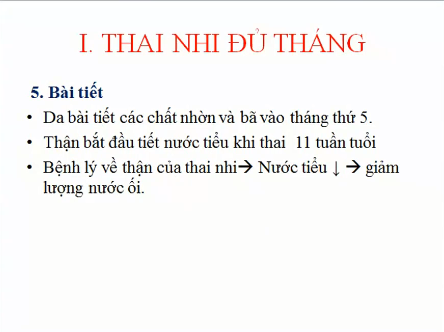 I. THAI NHI ĐỦ THÁNG
5. Bài tiết
• Da bài tiết các chất nhờn và bã vào tháng thứ 5.
• Thận bắt đầu tiết nước tiểu khi thai 11 tuần tuổi
• Bệnh lý về thận của thai nhi→ Nước tiểu ↓ → giảm
lượng nước ối.